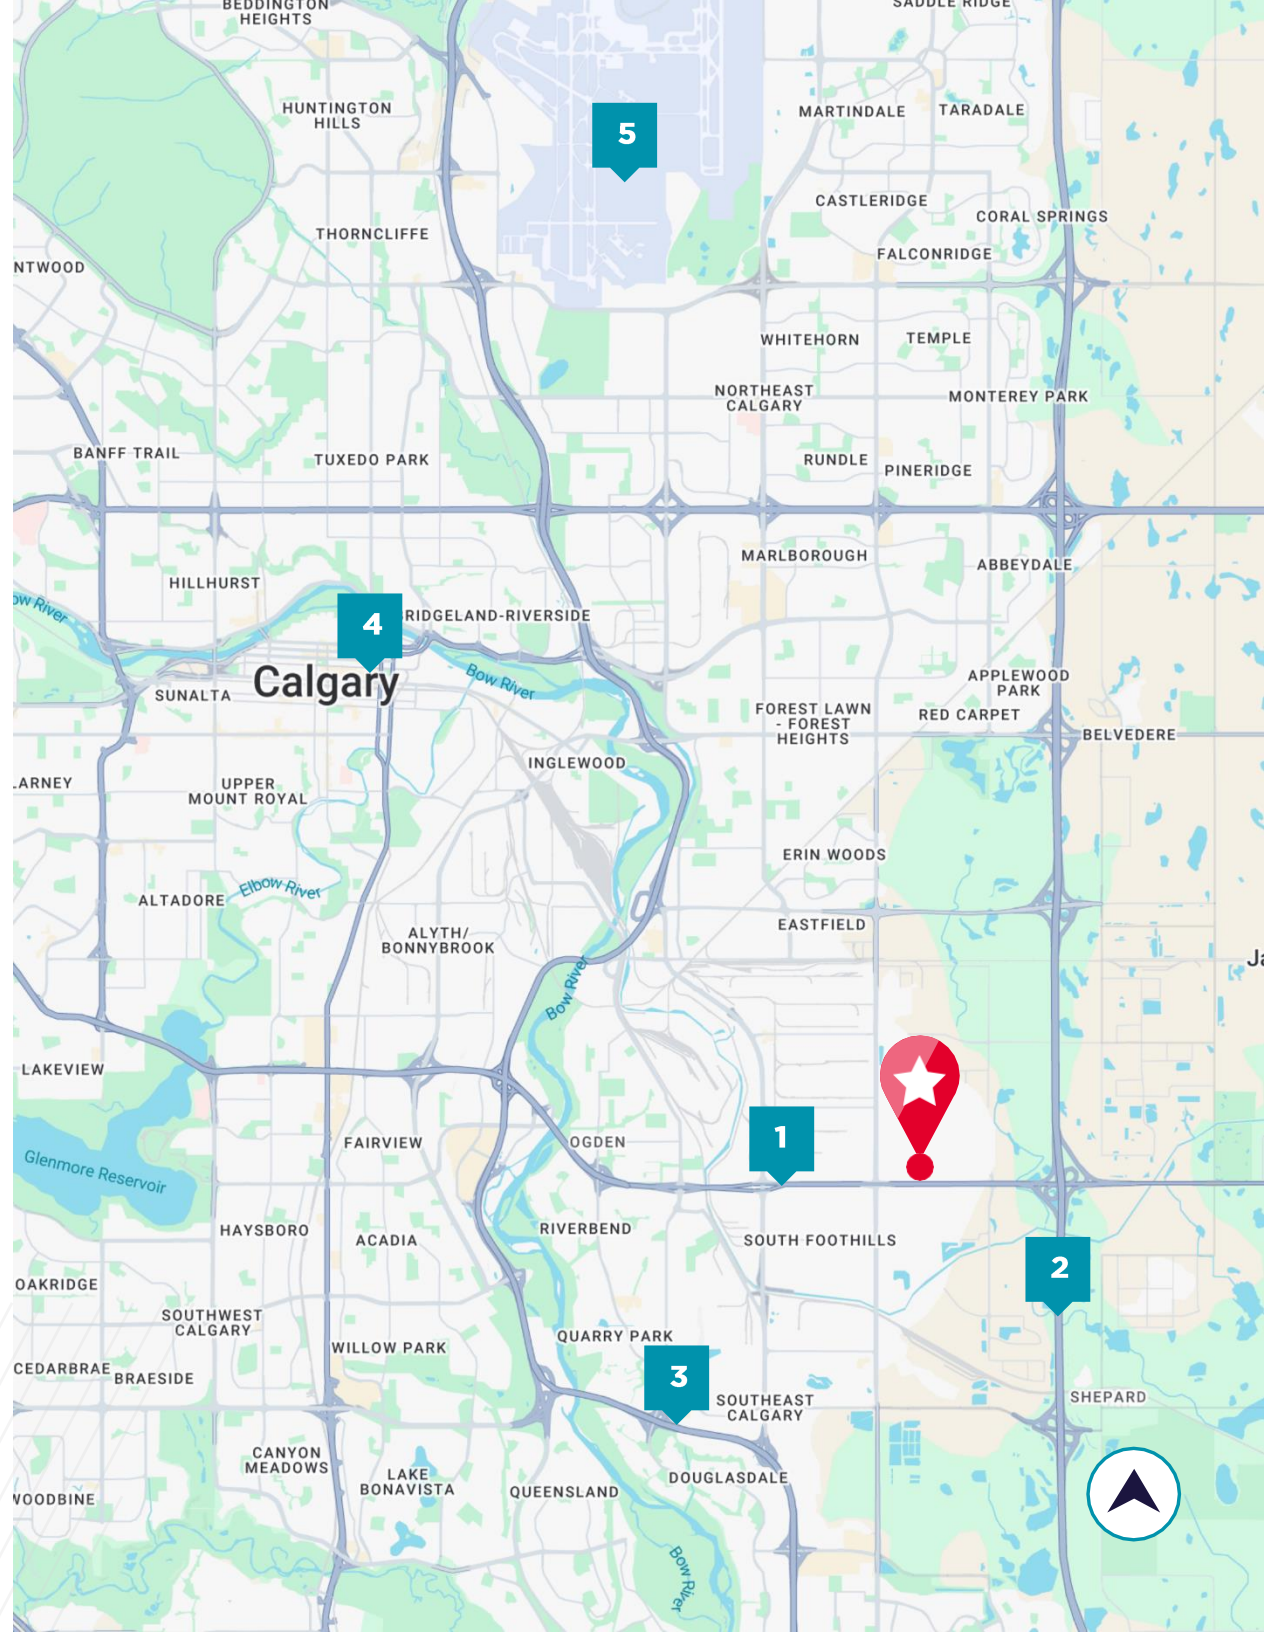 BEDDINGTON
HEIGHTS
SADDLE RIDGE
HUNTINGTON
HILLS
5
MARTINDALE
TARADALE
CASTLERIDGE
CORAL SPRINGS
THORNCLIFFE
FALCONRIDGE
NTWOOD
WHITEHORN
TEMPLE
NORTHEAST
CALGARY
MONTEREY PARK
BANFF TRAIL
TUXEDO PARK
RUNDLE
PINERIDGE
MARLBOROUGH
ABBEYDALE
HILLHURST
ow River
4
BRIDGELAND-RIVERSIDE
Calgary
Bow River
SUNALTA
APPLEWOOD
PARK
RED CARPET
FOREST LAWN
- FOREST
HEIGHTS
BELVEDERE
INGLEWOOD
LARNEY
UPPER
MOUNT ROYAL
ERIN WOODS
Elbow River
ALTADORE
ALYTH/
BONNYBROOK
EASTFIELD
Ja
Bow River
LAKEVIEW
1
FAIRVIEW
OGDEN
Glenmore Reservoir
HAYSBORO
ACADIA
RIVERBEND
SOUTH FOOTHILLS
2
OAKRIDGE
SOUTHWEST
CALGARY
WILLOW PARK
QUARRY PARK
CEDARBRAE
BRAESIDE
3
SOUTHEAST
CALGARY
SHEPARD
CANYON
MEADOWS
LAKE
BONAVISTA
QUEENSLAND
DOUGLASDALE
WOODBINE
Bow River